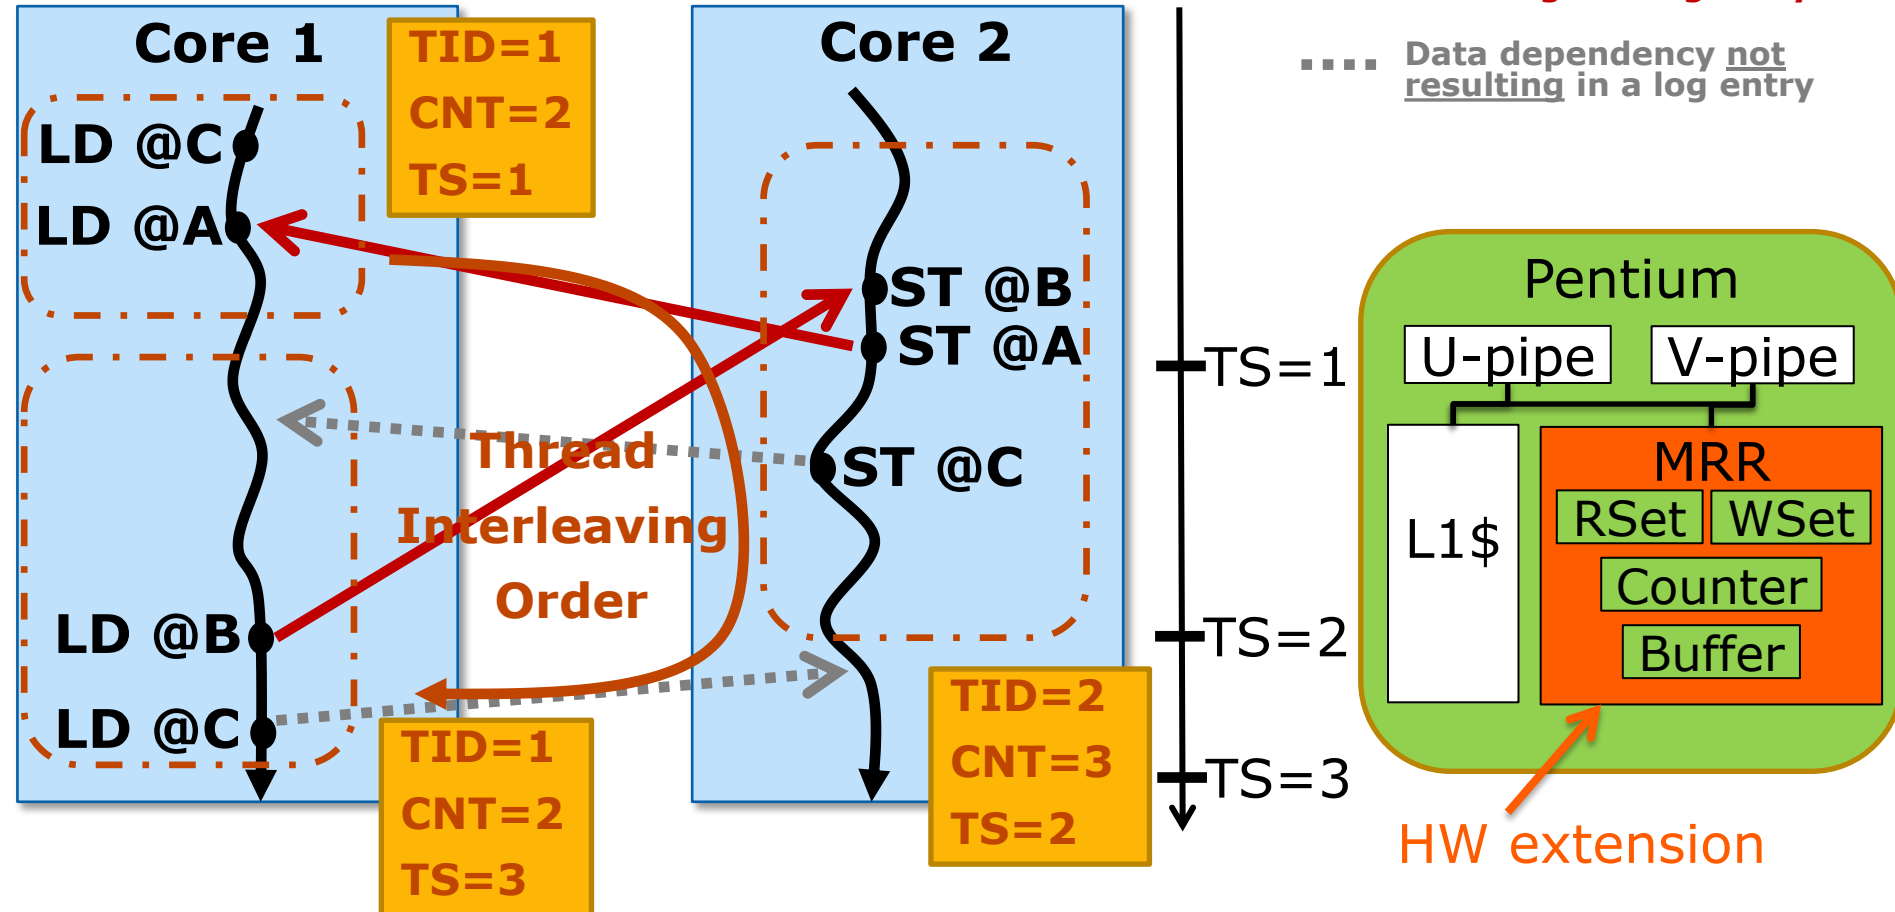 Core 1
TID=1
CNT=2
TS=1
LD @C
LD @A
LD @B
LD @C
Thread
Interleaving
Order
TID=1
CNT=2
TS=3
Core 2
ST @B
ST @A
ST @C
TID=2
CNT=3
TS=2
TS=1
TS=2
TS=3
Data dependency not
resulting in a log entry
Pentium
U-pipe
V-pipe
L1$
MRR
RSet
WSet
Counter
Buffer
HW extension